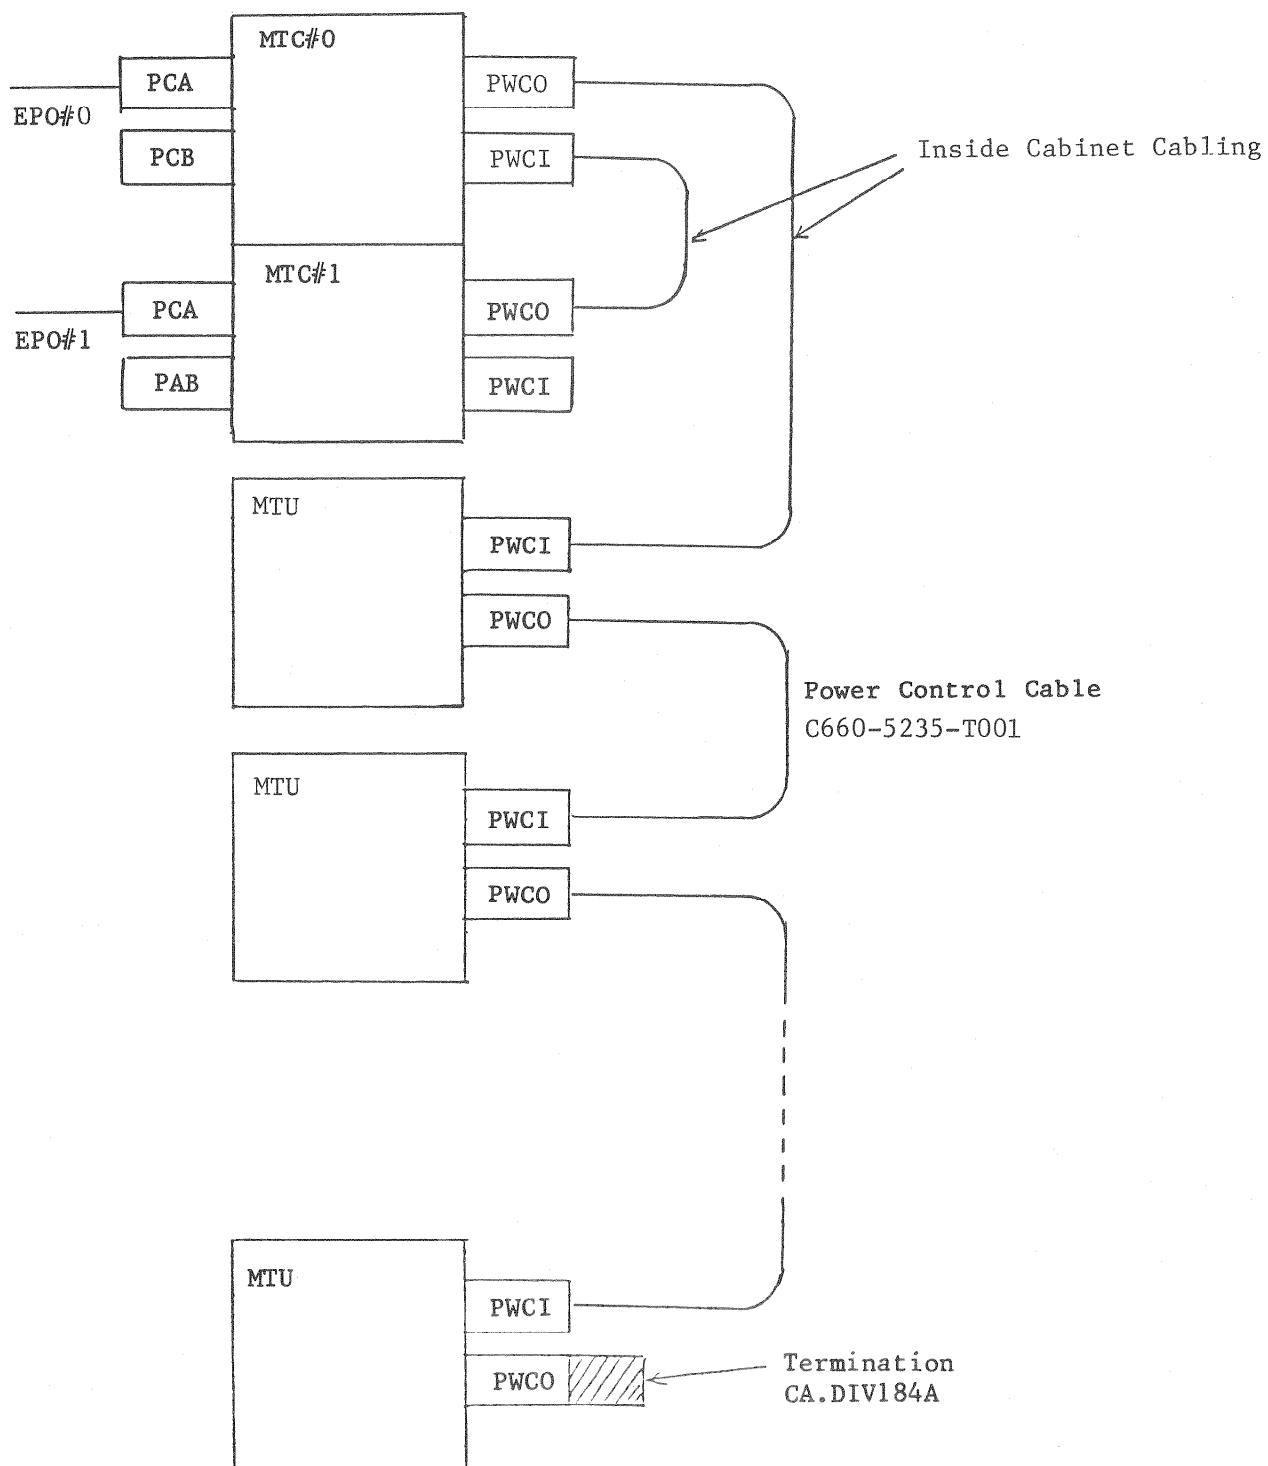 MTC#0
PCA
PWCO
EPO#0
PCB
PWCI
Inside Cabinet Cabling
MTC#1
PCA
PWCO
EPO#1
PAB
PWCI
MTU
PWCI
PWCO
Power Control Cable
C660-5235-T001
MTU
PWCI
PWCO
MTU
PWCI
PWCO
Termination
CA.DIV184A